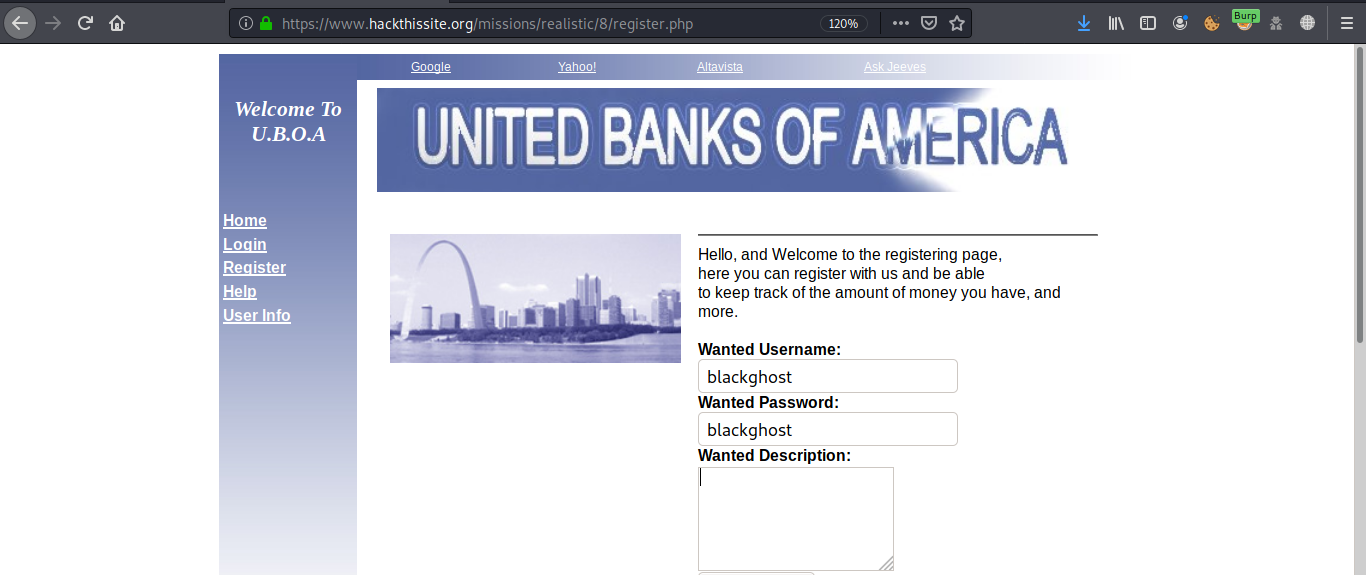 https://www.hackthissite.org/missions/realistic/8/register.php
120%
Burp
Google Yahoo! Altavista Ask Jeeves
Welcome To
U.B.O.A
UNITED BANKS OF AMERICA
Home
Login
Register
Help
User Info
Hello, and Welcome to the registering page,
here you can register with us and be able
to keep track of the amount of money you have, and
more.
Wanted Username:
blackghost
Wanted Password:
blackghost
Wanted Description: